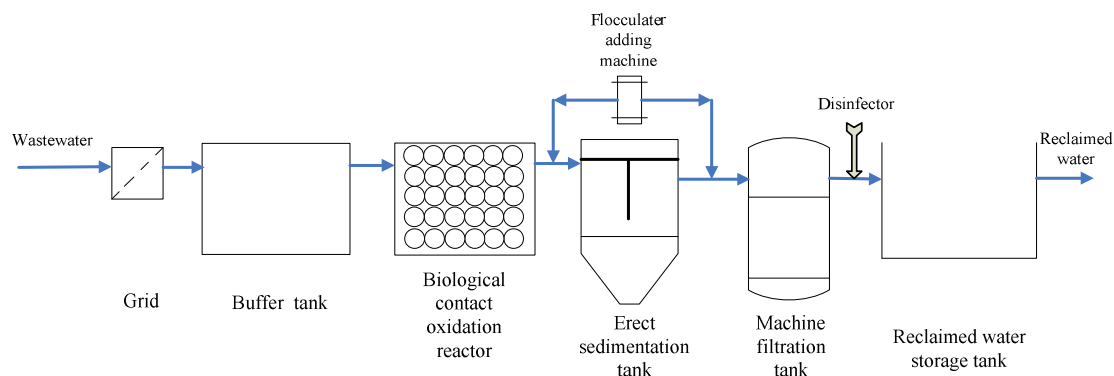 Flocculater
adding
machine
Disinfector
Wastewater
Reclaimed
water
Grid
Buffer tank
Biological
contact
oxidation
reactor
Erect
sedimentation
tank
Machine
filtration
tank
Reclaimed water
storage tank